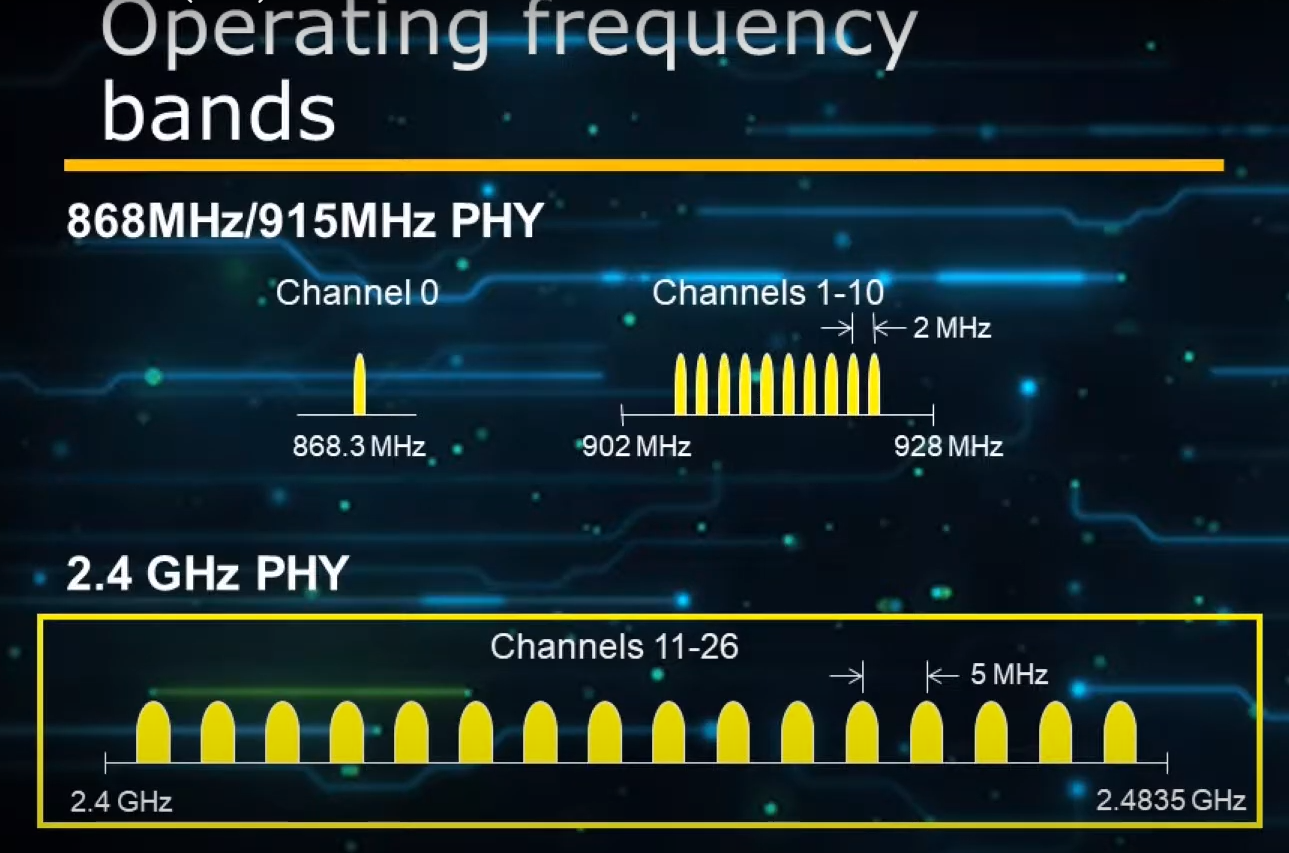 Operating frequency
bands
868MHz/915MHz PHY
Channel 0
Channels 1-10
2 MHz
868.3 MHz
902 MHz
928 MHz
2.4 GHz PHY
Channels 11-26
5 MHz
2.4 GHz
2.4835 GHz